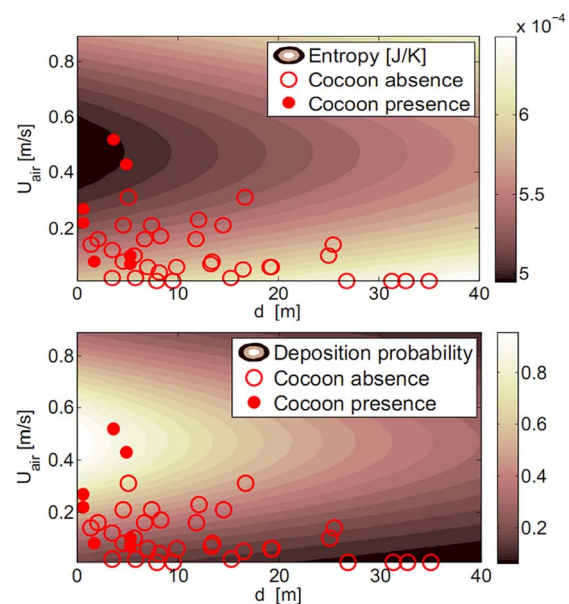 x 10⁻⁴
Entropy [J/K]
Cocoon absence
Cocoon presence
U_air [m/s]
0.8
0.6
0.4
0.2
0 10 20 30 40
d [m]
6
5.5
5
Deposition probability
Cocoon absence
Cocoon presence
U_air [m/s]
0.8
0.6
0.4
0.2
0 10 20 30 40
d [m]
0.8
0.6
0.4
0.2